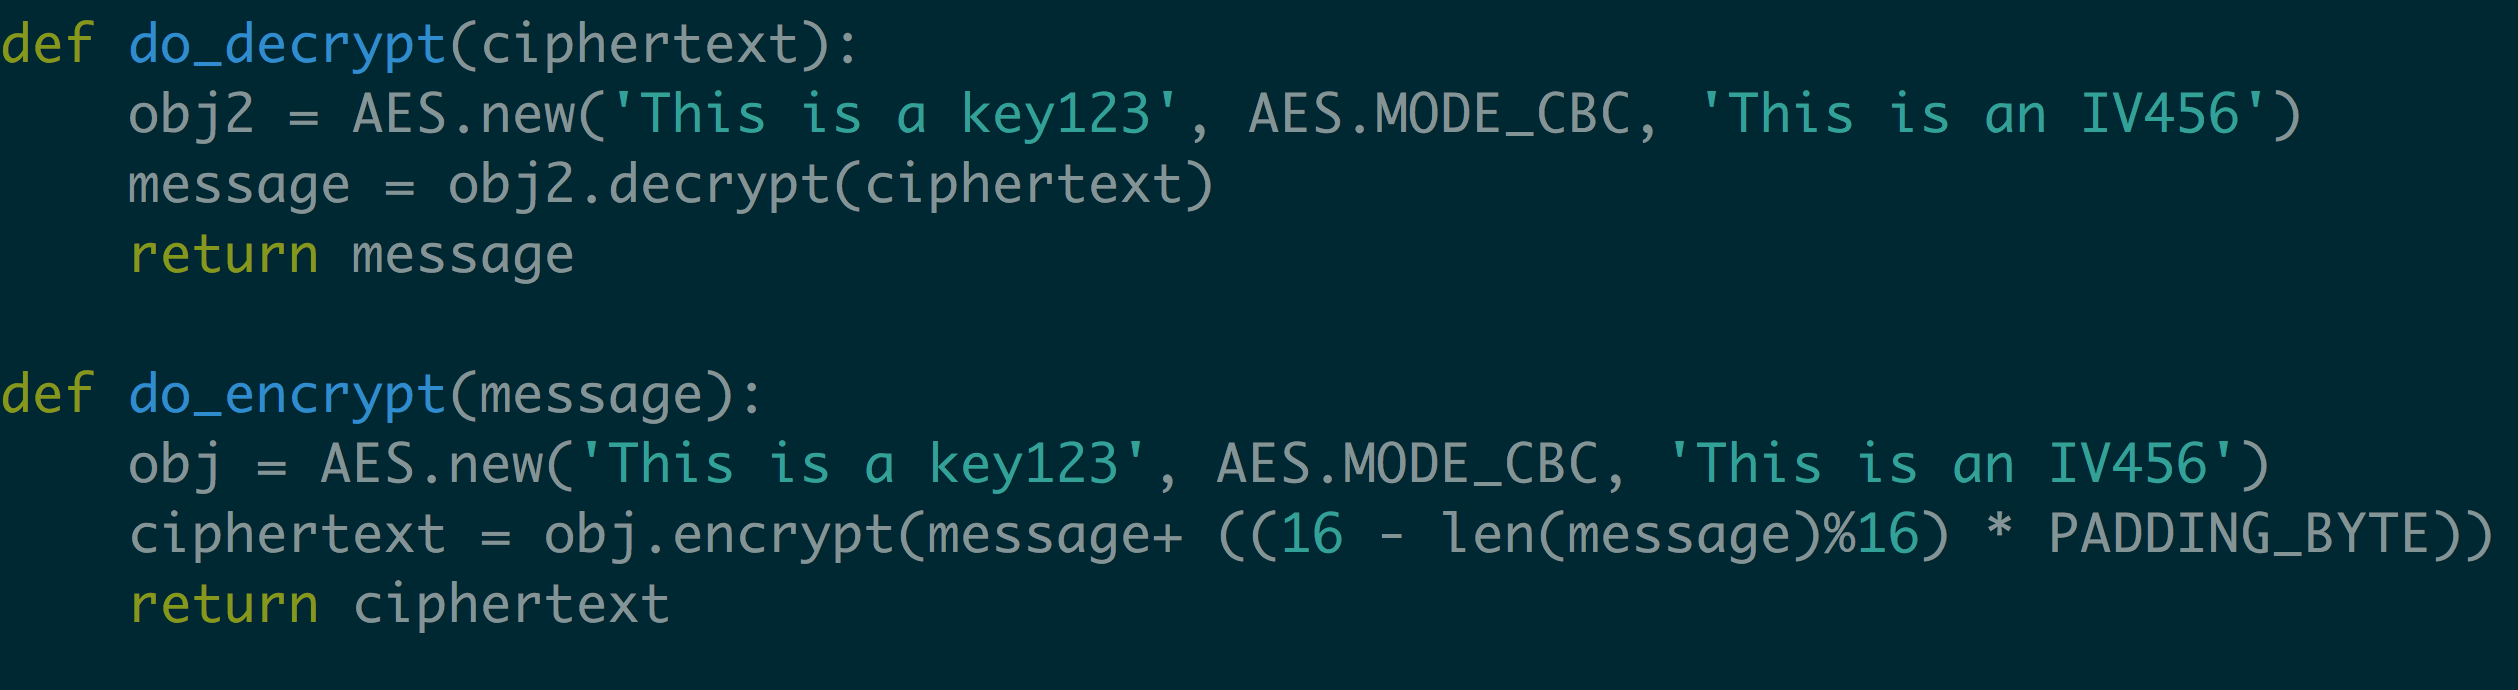 def do_decrypt(ciphertext):
    obj2 = AES.new('This is a key123', AES.MODE_CBC, 'This is an IV456')
    message = obj2.decrypt(ciphertext)
    return message

def do_encrypt(message):
    obj = AES.new('This is a key123', AES.MODE_CBC, 'This is an IV456')
    ciphertext = obj.encrypt(message+ ((16 - len(message)%16) * PADDING_BYTE))
    return ciphertext